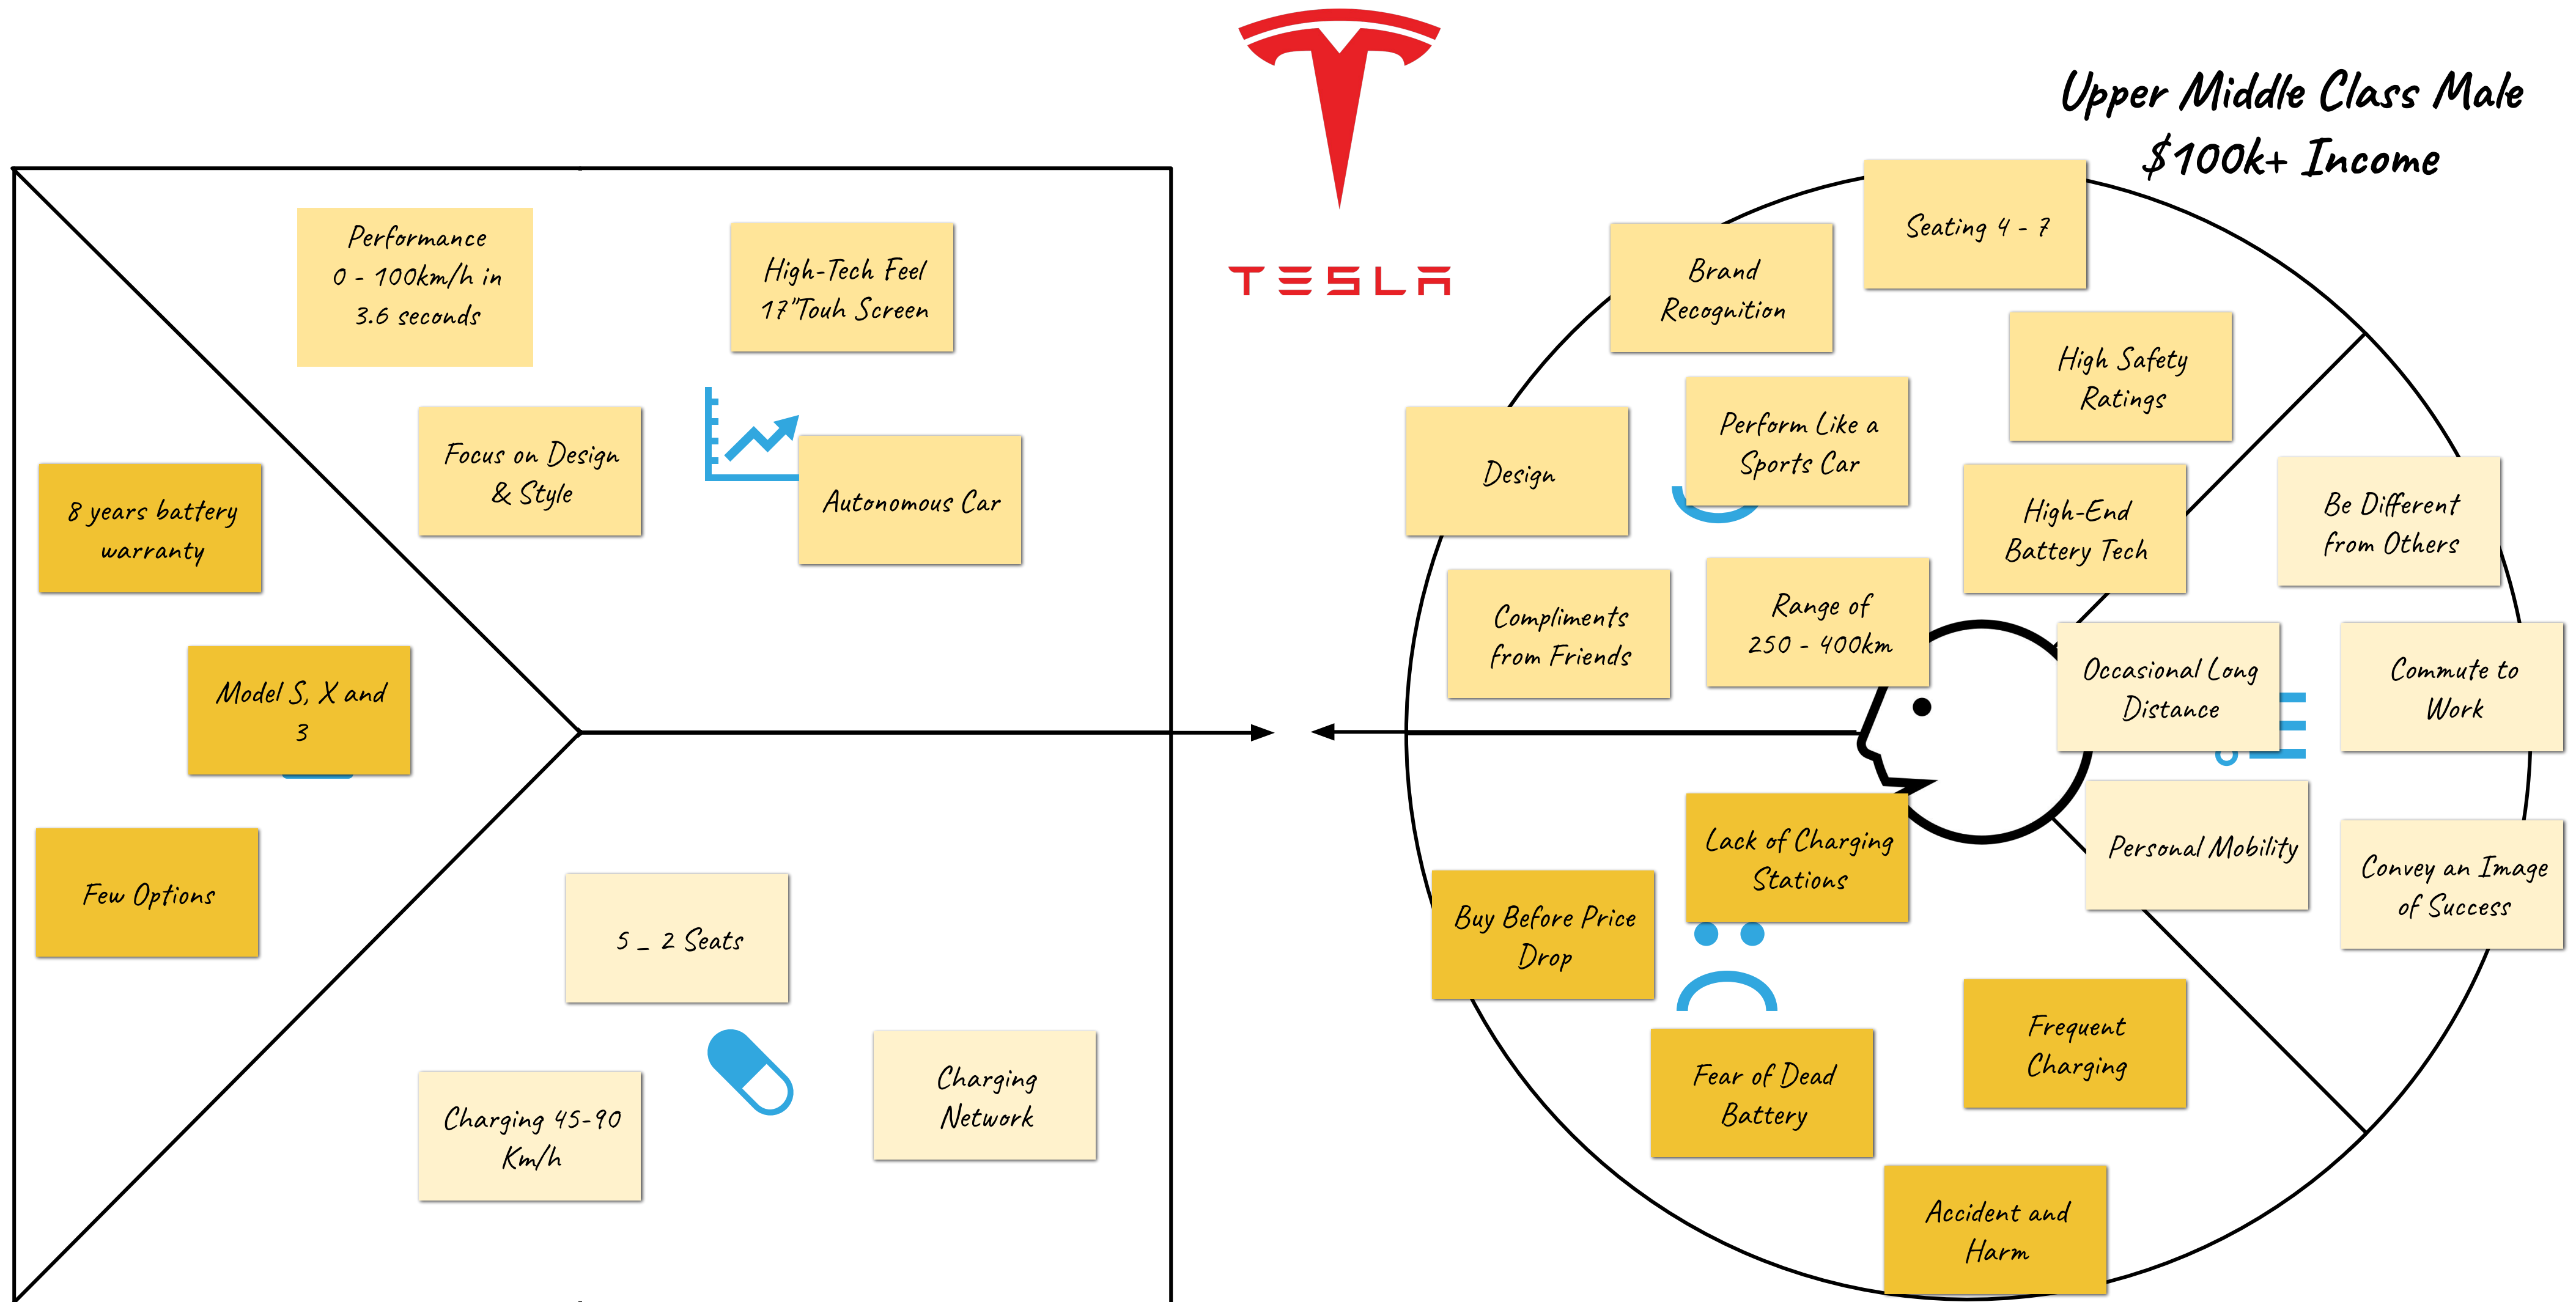 TESLA
Upper Middle Class Male
$100k+ Income
Performance
0 - 100km/h in
3.6 seconds
High-Tech Feel
17"Touh Screen
Focus on Design
& Style
Autonomous Car
8 years battery
warranty
Model S, X and
3
Few Options
5 _ 2 Seats
Charging 45-90
Km/h
Charging
Network
Seating 4 - 7
Brand
Recognition
High Safety
Ratings
Perform Like a
Sports Car
Design
High-End
Battery Tech
Compliments
from Friends
Range of
250 - 400km
Be Different
from Others
Occasional Long
Distance
Commute to
Work
Personal Mobility
Convey an Image
of Success
Lack of Charging
Stations
Buy Before Price
Drop
Fear of Dead
Battery
Frequent
Charging
Accident and
Harm